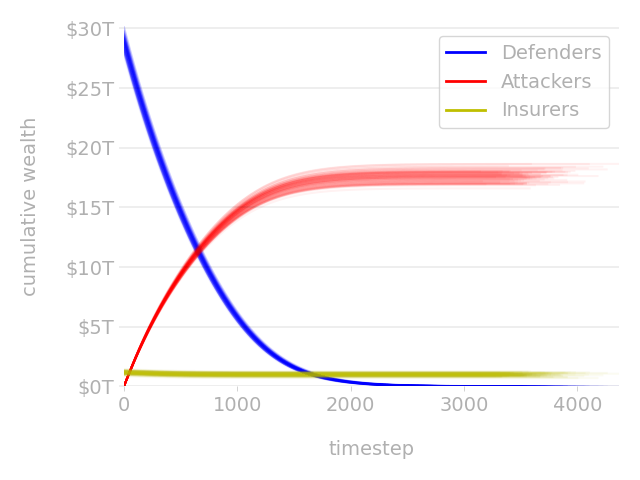 $30T
$25T
$20T
$15T
$10T
$5T
$0T
cumulative wealth
Defenders
Attackers
Insurers
0 1000 2000 3000 4000
timestep